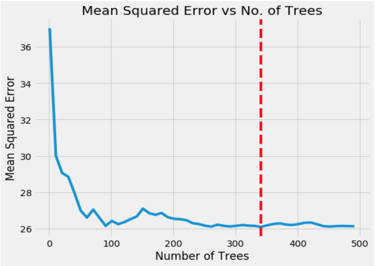 Mean Squared Error vs No. of Trees
Mean Squared Error
36
34
32
30
28
26
0 100 200 300 400 500
Number of Trees